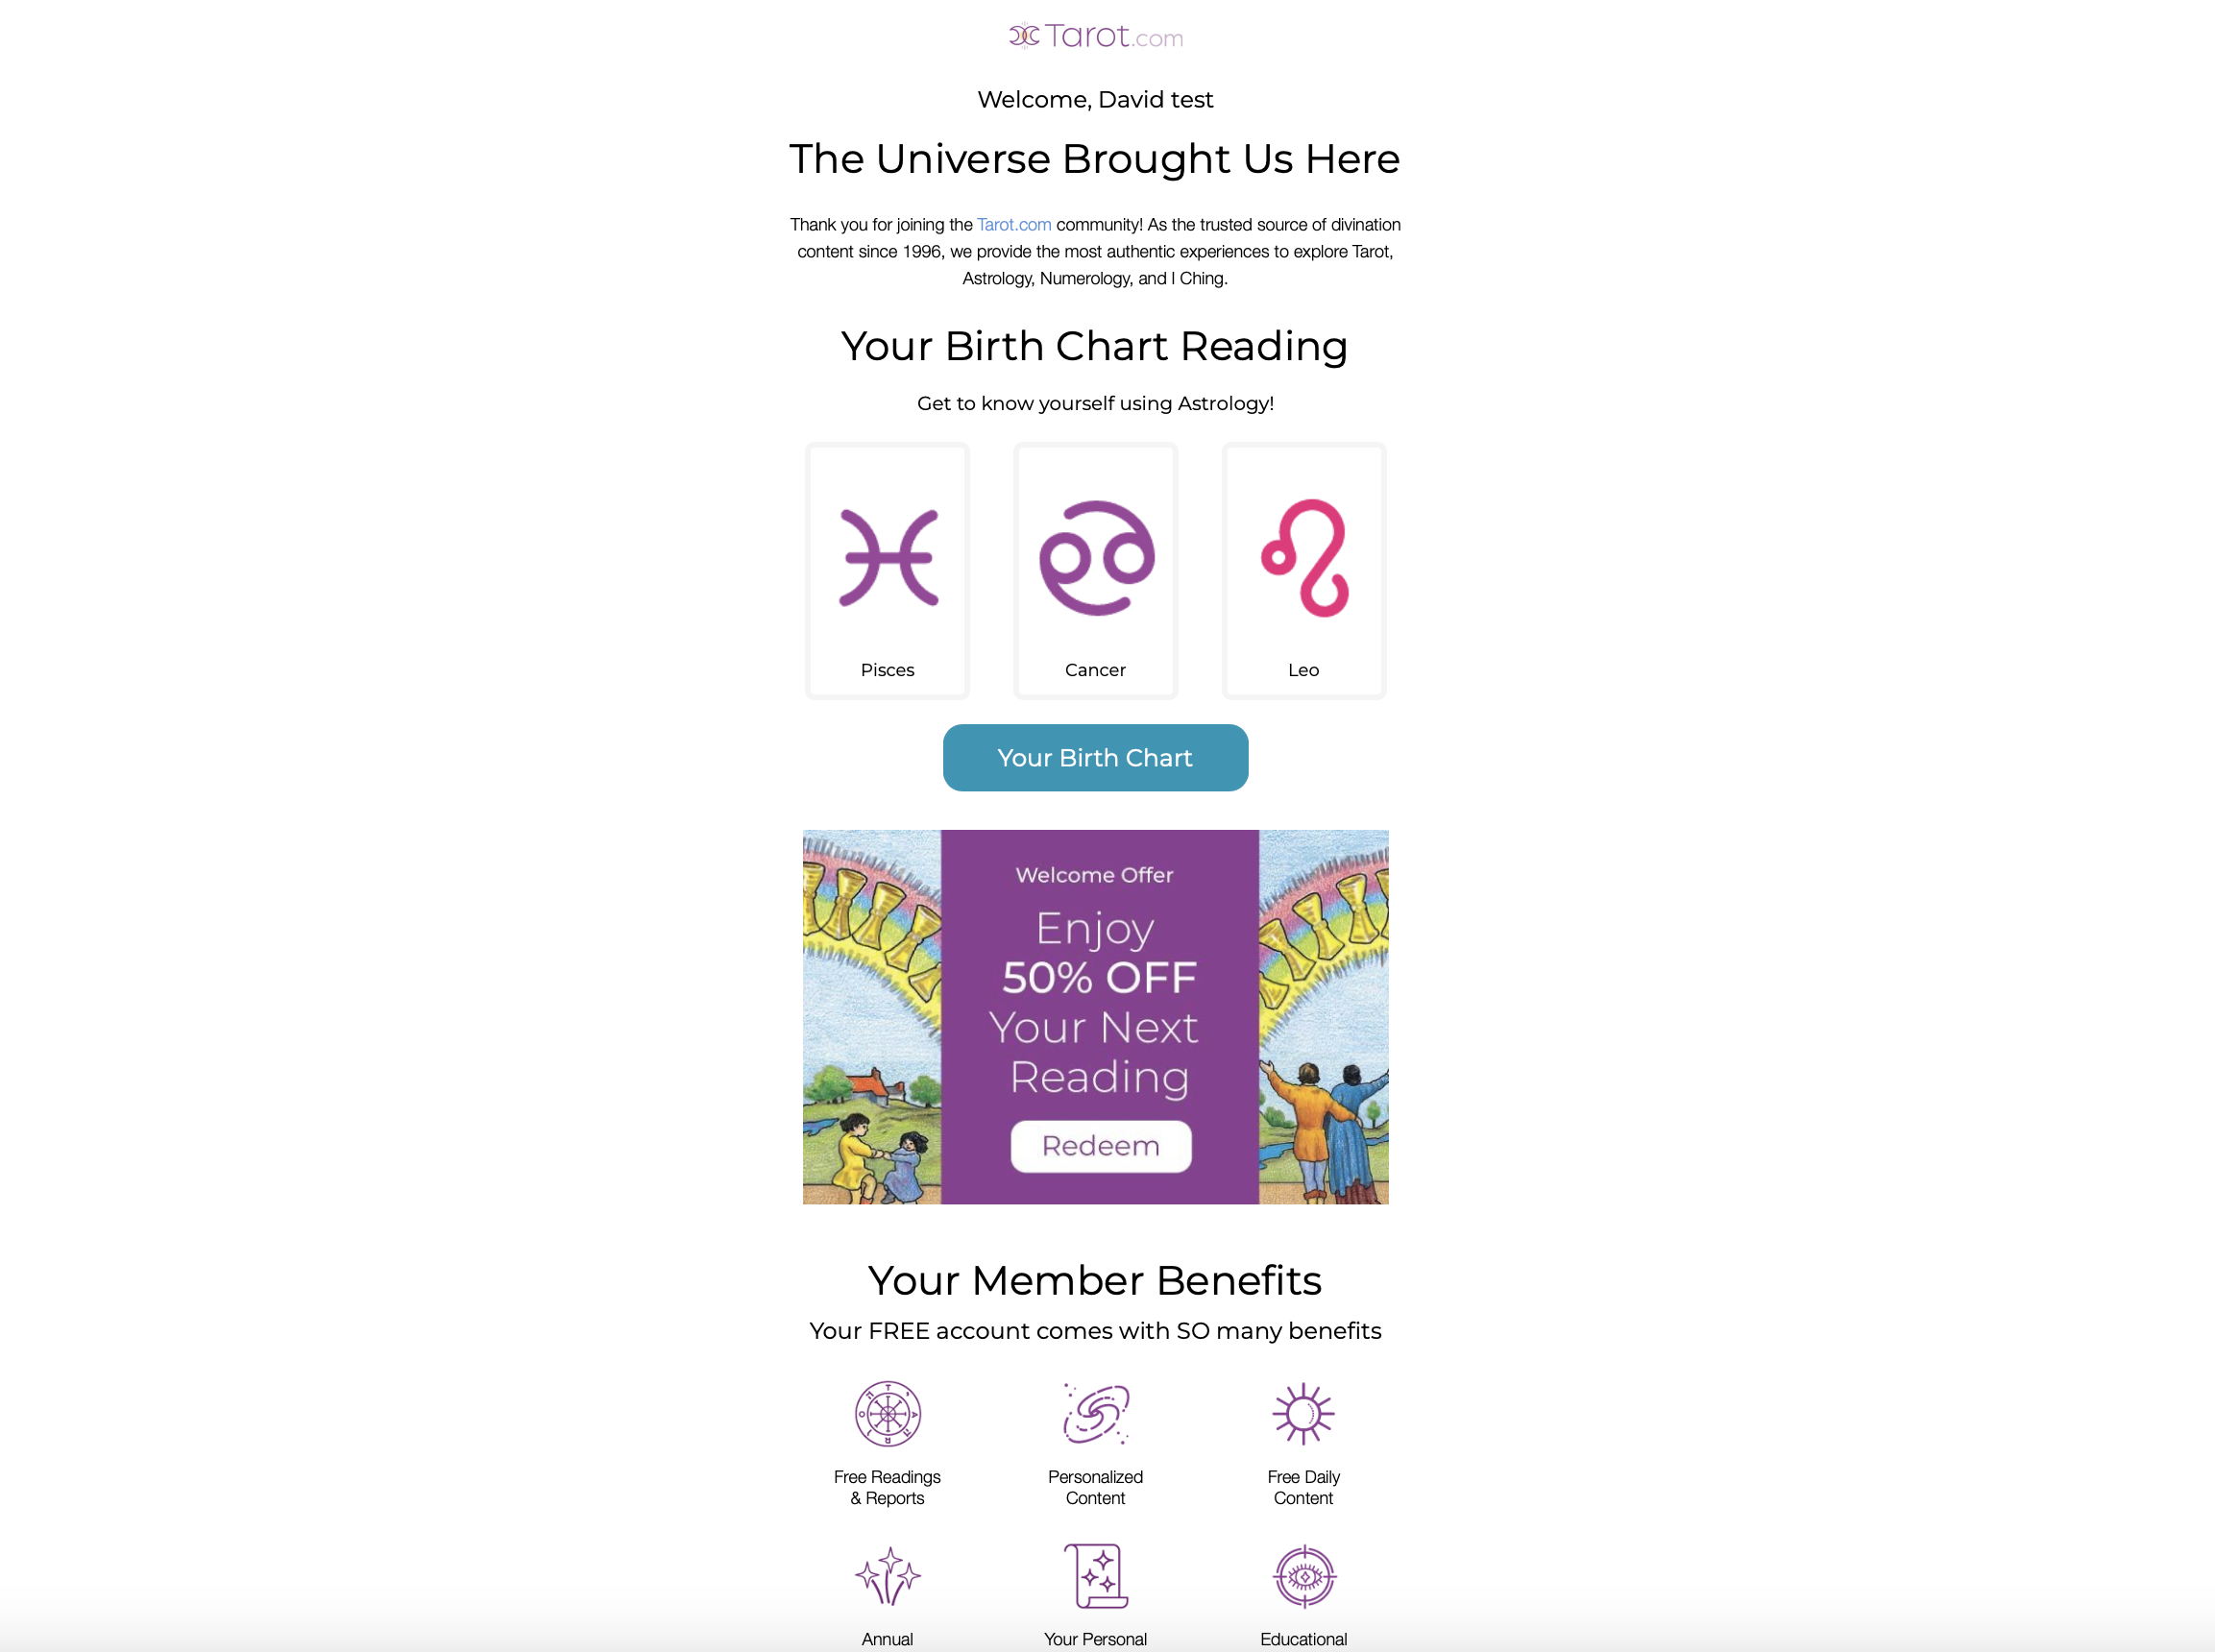 Tarot.com
Welcome, David test
The Universe Brought Us Here
Thank you for joining the Tarot.com community! As the trusted source of divination
content since 1996, we provide the most authentic experiences to explore Tarot,
Astrology, Numerology, and I Ching.
Your Birth Chart Reading
Get to know yourself using Astrology!
Pisces
Cancer
Leo
Your Birth Chart
Welcome Offer
Enjoy
50% OFF
Your Next
Reading
Redeem
Your Member Benefits
Your FREE account comes with SO many benefits
Free Readings
& Reports
Personalized
Content
Free Daily
Content
Annual
Your Personal
Educational